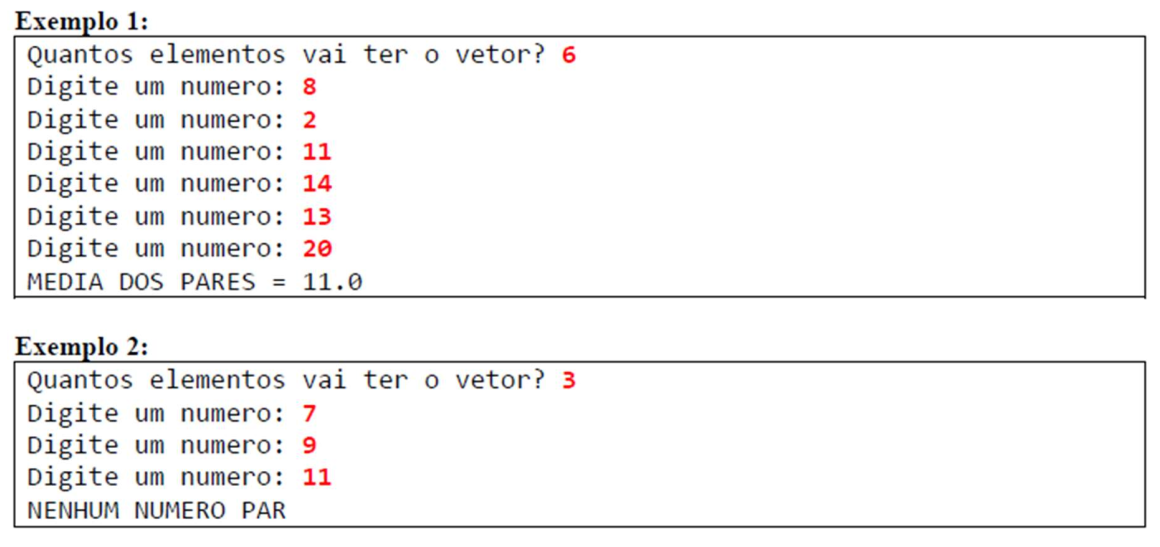 Exemplo 1:
Quantos elementos vai ter o vetor? 6
Digite um numero: 8
Digite um numero: 2
Digite um numero: 11
Digite um numero: 14
Digite um numero: 13
Digite um numero: 20
MEDIA DOS PARES = 11.0
Exemplo 2:
Quantos elementos vai ter o vetor? 3
Digite um numero: 7
Digite um numero: 9
Digite um numero: 11
NENHUM NUMERO PAR